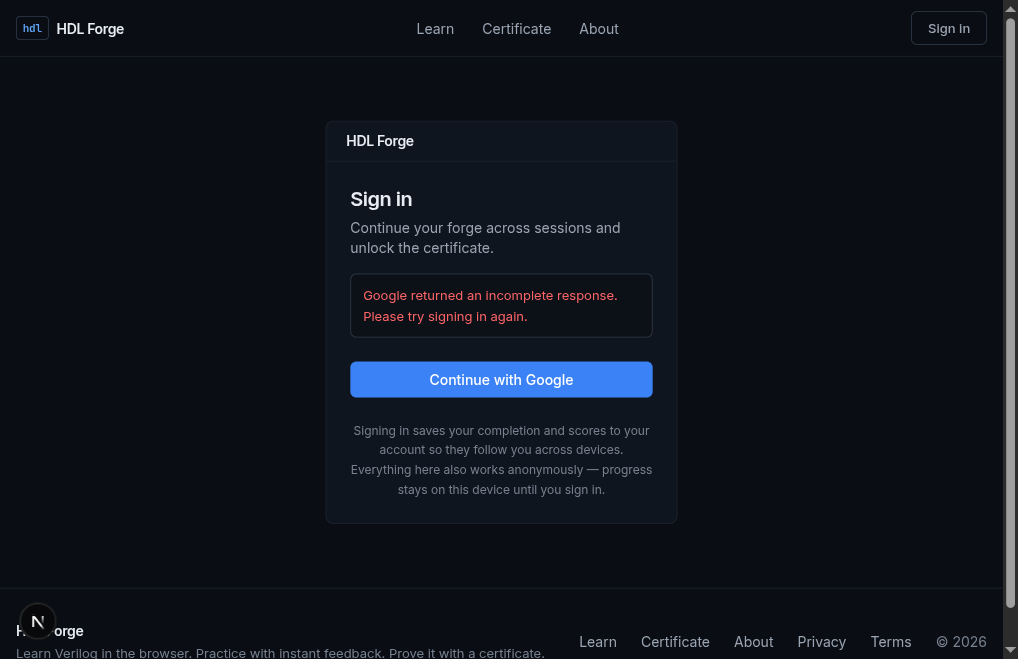 hdl HDL Forge Learn Certificate About Sign in
HDL Forge
Sign in
Continue your forge across sessions and
unlock the certificate.
Google returned an incomplete response.
Please try signing in again.
Continue with Google
Signing in saves your completion and scores to your
account so they follow you across devices.
Everything here also works anonymously — progress
stays on this device until you sign in.
N
Forge
Learn Verilog in the browser. Practice with instant feedback. Prove it with a certificate.
Learn Certificate About Privacy Terms © 2026